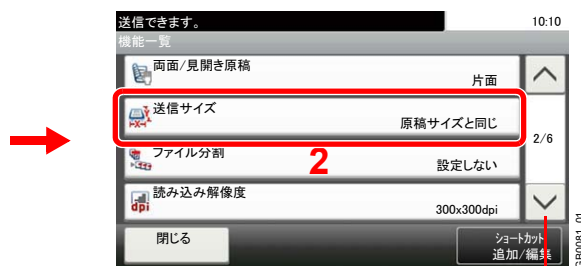 送信できます。 10:10
機能一覧
両面/見開き原稿
片面
送信サイズ
原稿サイズと同じ
2/6
ファイル分割
2
設定しない
読み込み解像度
dpi
300x300dpi
閉じる
ショートカット
追加/編集
GB0081_01